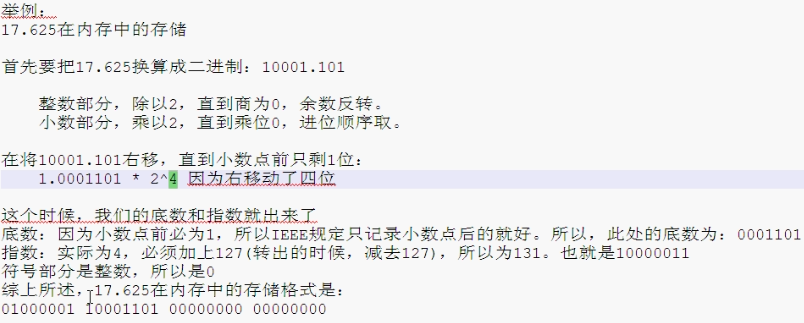 举例：
17.625在内存中的存储
首先要把17.625换算成二进制：10001.101
整数部分，除以2，直到商为0，余数反转。
小数部分，乘以2，直到乘位0，进位顺序取。
在将10001.101右移，直到小数点前只剩1位：
1.0001101 * 2^4 因为右移动了四位
这个时候，我们的底数和指数就出来了
底数：因为小数点前必为1，所以IEEE规定只记录小数点后的就好。所以，此处的底数为：0001101
指数：实际为4，必须加上127(转出的时候，减去127)，所以为131。也就是10000011
符号部分是整数，所以是0
综上所述，17.625在内存中的存储格式是：
01000001 10001101 00000000 00000000